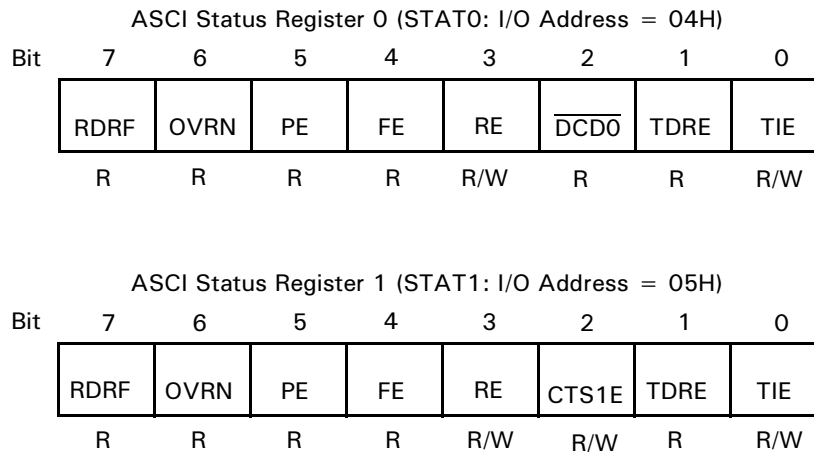 ASCI Status Register 0 (STAT0: I/O Address = 04H)
Bit 7 6 5 4 3 2 1 0
RDRF OVRN PE FE RE D̅C̅D̅0̅ TDRE TIE
R R R R R/W R R R/W
ASCI Status Register 1 (STAT1: I/O Address = 05H)
Bit 7 6 5 4 3 2 1 0
RDRF OVRN PE FE RE CTS1E TDRE TIE
R R R R R/W R/W R R/W